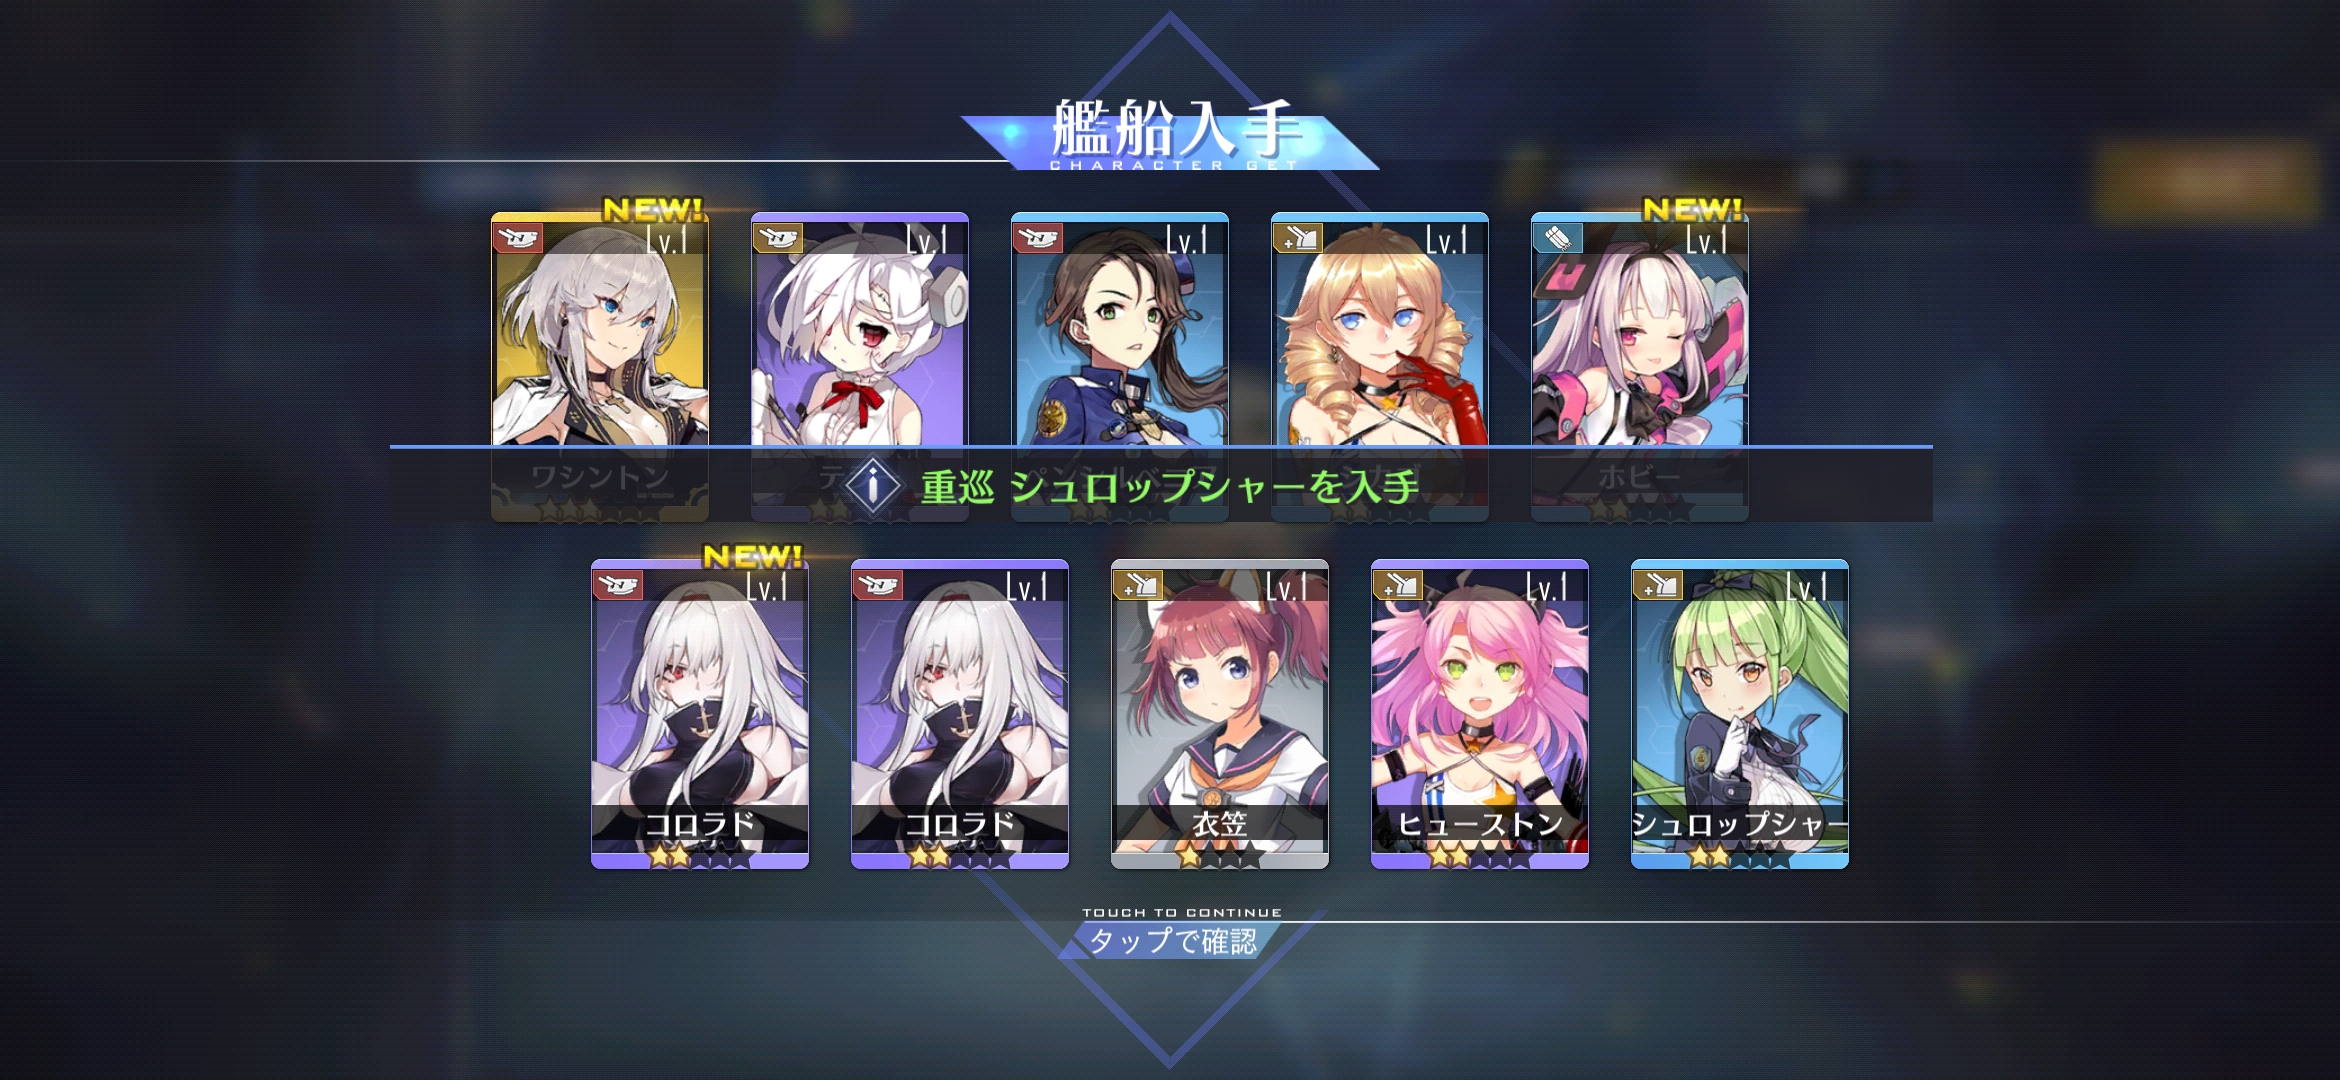 艦船入手
CHARACTER GET
NEW!
NEW!
Lv.1
Lv.1
Lv.1
Lv.1
Lv.1
ワシントン
ホビー
重巡 シュロップシャーを入手
NEW!
Lv.1
Lv.1
Lv.1
Lv.1
Lv.1
コロラド
コロラド
衣笠
ヒューストン
シュロップシャー
TOUCH TO CONTINUE
タップで確認